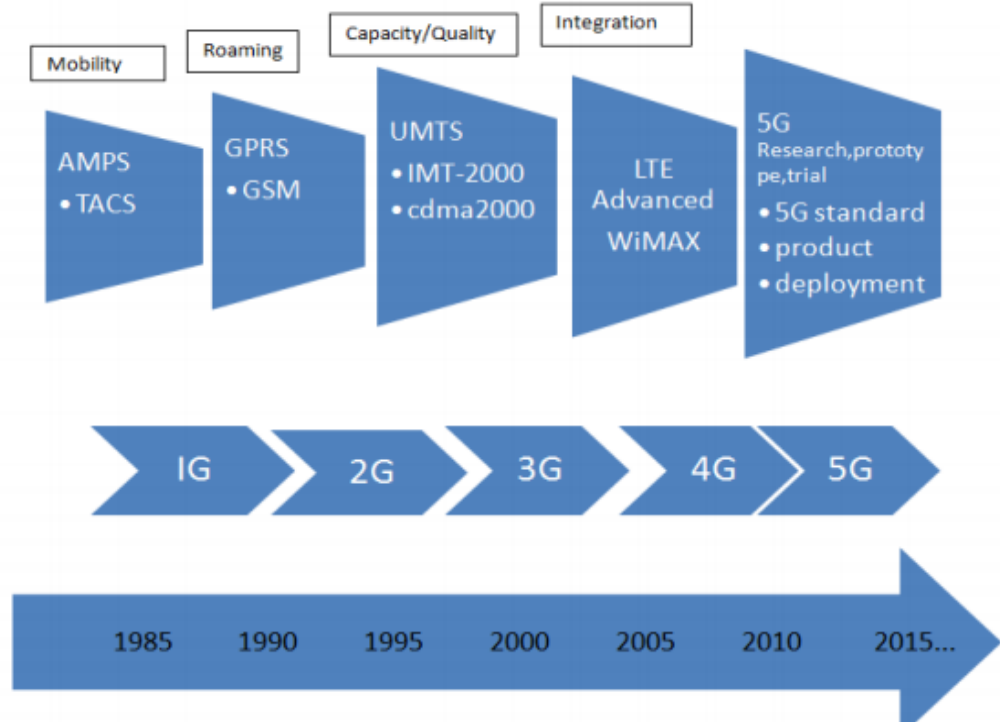 Mobility
Roaming
Capacity/Quality
Integration
AMPS
• TACS
GPRS
• GSM
UMTS
• IMT-2000
• cdma2000
LTE
Advanced
WiMAX
5G
Research,prototy
pe,trial
• 5G standard
• product
• deployment
IG
2G
3G
4G
5G
1985
1990
1995
2000
2005
2010
2015...